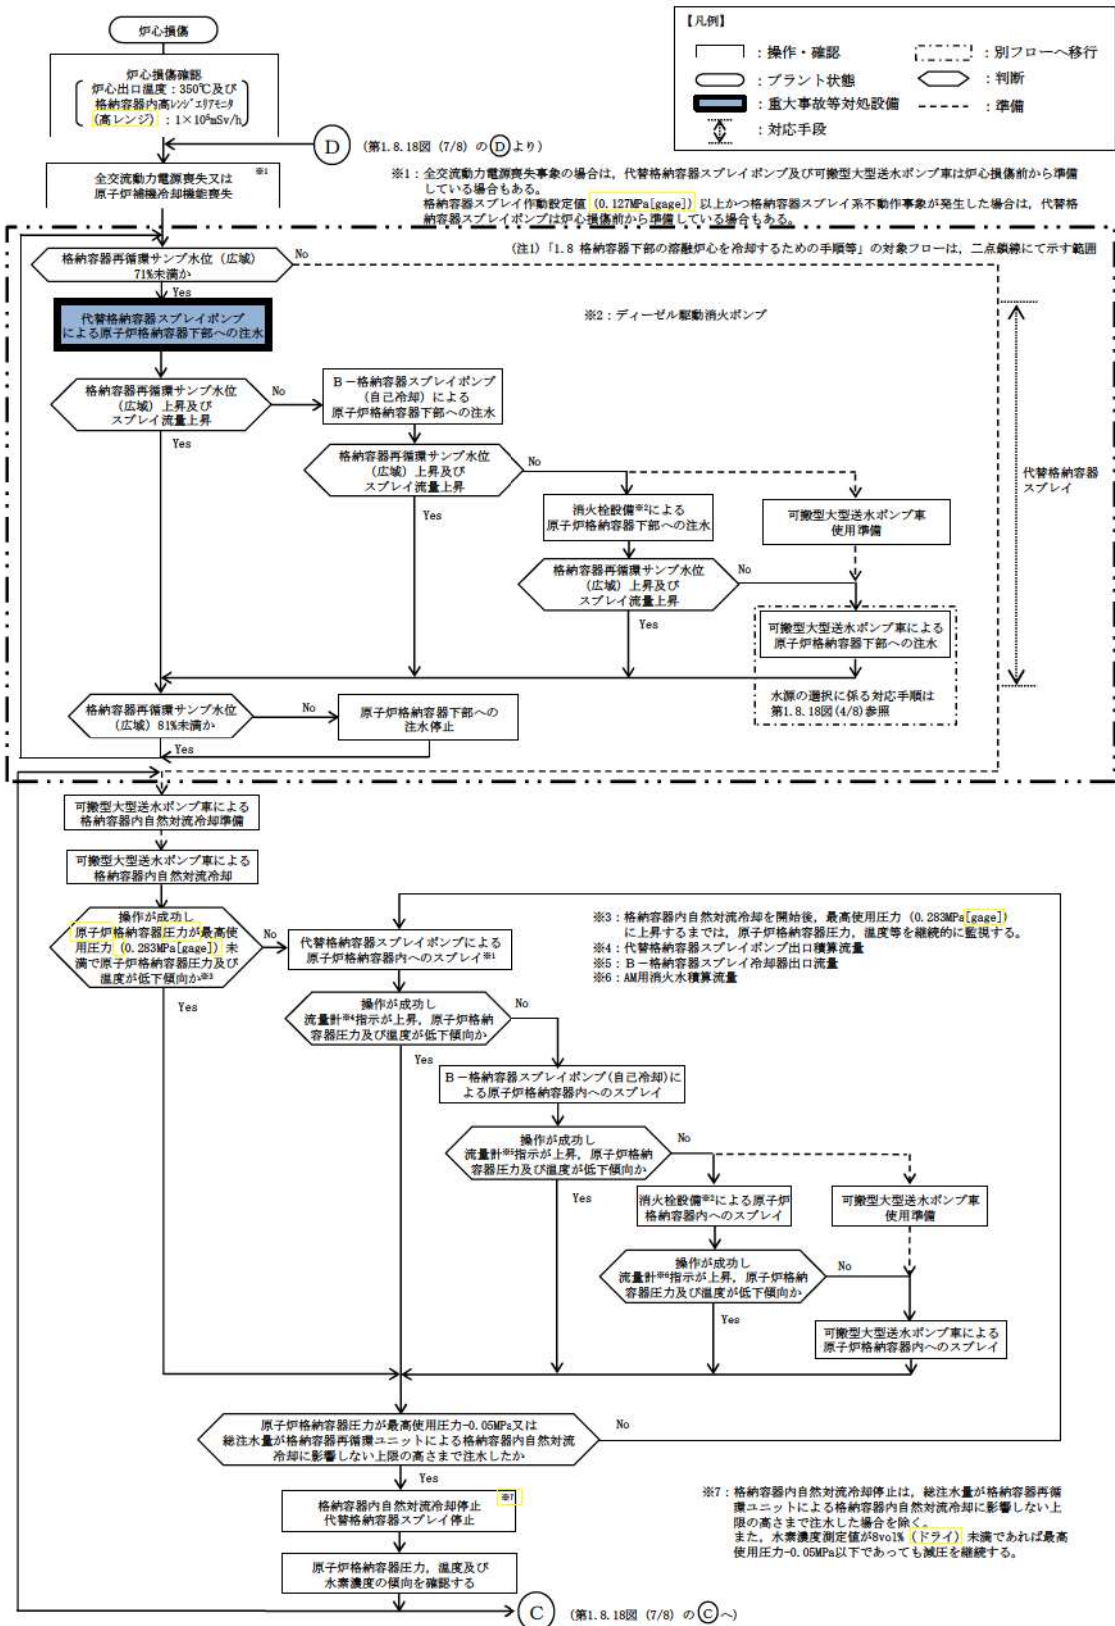 炉心損傷
炉心損傷確認
炉心出口温度：350℃及び
格納容器内高レンジエリアモニタ
(高レンジ)：1×10⁵mSv/h
【凡例】
：操作・確認
：別フローへ移行
：プラント状態
：判断
：重大事故等対処設備
：準備
：対応手段
D
(第1.8.18図 (7/8) のⒹより)
全交流動力電源喪失又は
原子炉補機冷却機能喪失
※1
※1：全交流動力電源喪失事象の場合は，代替格納容器スプレイポンプ及び可搬型大型送水ポンプ車は炉心損傷前から準備
している場合もある。
格納容器スプレイ作動設定値 (0.127MPa[gage]) 以上かつ格納容器スプレイ系不動作事象が発生した場合は，代替格
納容器スプレイポンプは炉心損傷前から準備している場合もある。
(注1)「1.8 格納容器下部の溶融炉心を冷却するための手順等」の対象フローは，二点鎖線にて示す範囲
格納容器再循環サンプ水位（広域）
71%未満か
No
Yes
代替格納容器スプレイポンプ
による原子炉格納容器下部への注水
※2：ディーゼル駆動消火ポンプ
格納容器再循環サンプ水位
(広域) 上昇及び
スプレイ流量上昇
No
Yes
B－格納容器スプレイポンプ
(自己冷却) による
原子炉格納容器下部への注水
格納容器再循環サンプ水位
(広域) 上昇及び
スプレイ流量上昇
No
Yes
代替格納容器
スプレイ
消火栓設備※2による
原子炉格納容器下部への注水
可搬型大型送水ポンプ車
使用準備
格納容器再循環サンプ水位
(広域) 上昇及び
スプレイ流量上昇
No
Yes
可搬型大型送水ポンプ車による
原子炉格納容器下部への注水
水源の選択に係る対応手順は
第1.8.18図(4/8)参照
格納容器再循環サンプ水位
(広域) 81%未満か
No
Yes
原子炉格納容器下部への
注水停止
可搬型大型送水ポンプ車による
格納容器内自然対流冷却準備
可搬型大型送水ポンプ車による
格納容器内自然対流冷却
操作が成功し
原子炉格納容器圧力が最高使
用圧力 (0.283MPa[gage]) 未
満で原子炉格納容器圧力及び
温度が低下傾向か※3
No
Yes
代替格納容器スプレイポンプによる
原子炉格納容器内へのスプレイ※1
※3：格納容器内自然対流冷却を開始後，最高使用圧力 (0.283MPa[gage])
に上昇するまでは，原子炉格納容器圧力，温度等を継続的に監視する。
※4：代替格納容器スプレイポンプ出口積算流量
※5：B－格納容器スプレイ冷却器出口流量
※6：AM用消火水積算流量
操作が成功し
流量計※4指示が上昇，原子炉格納
容器圧力及び温度が低下傾向か
No
Yes
B－格納容器スプレイポンプ(自己冷却)に
よる原子炉格納容器内へのスプレイ
操作が成功し
流量計※5指示が上昇，原子炉格納
容器圧力及び温度が低下傾向か
No
Yes
消火栓設備※2による原子炉
格納容器内へのスプレイ
可搬型大型送水ポンプ車
使用準備
操作が成功し
流量計※6指示が上昇，原子炉格納
容器圧力及び温度が低下傾向か
No
Yes
可搬型大型送水ポンプ車による
原子炉格納容器内へのスプレイ
原子炉格納容器圧力が最高使用圧力-0.05MPa又は
総注水量が格納容器再循環ユニットによる格納容器内自然対流
冷却に影響しない上限の高さまで注水したか
No
Yes
格納容器内自然対流冷却停止
代替格納容器スプレイ停止
※7
※7：格納容器内自然対流冷却停止は，総注水量が格納容器再循
環ユニットによる格納容器内自然対流冷却に影響しない上
限の高さまで注水した場合を除く。
また，水素濃度測定値が8vol% (ドライ) 未満であれば最高
使用圧力-0.05MPa以下であっても減圧を継続する。
原子炉格納容器圧力，温度及び
水素濃度の傾向を確認する
C
(第1.8.18図 (7/8) のⒸへ)